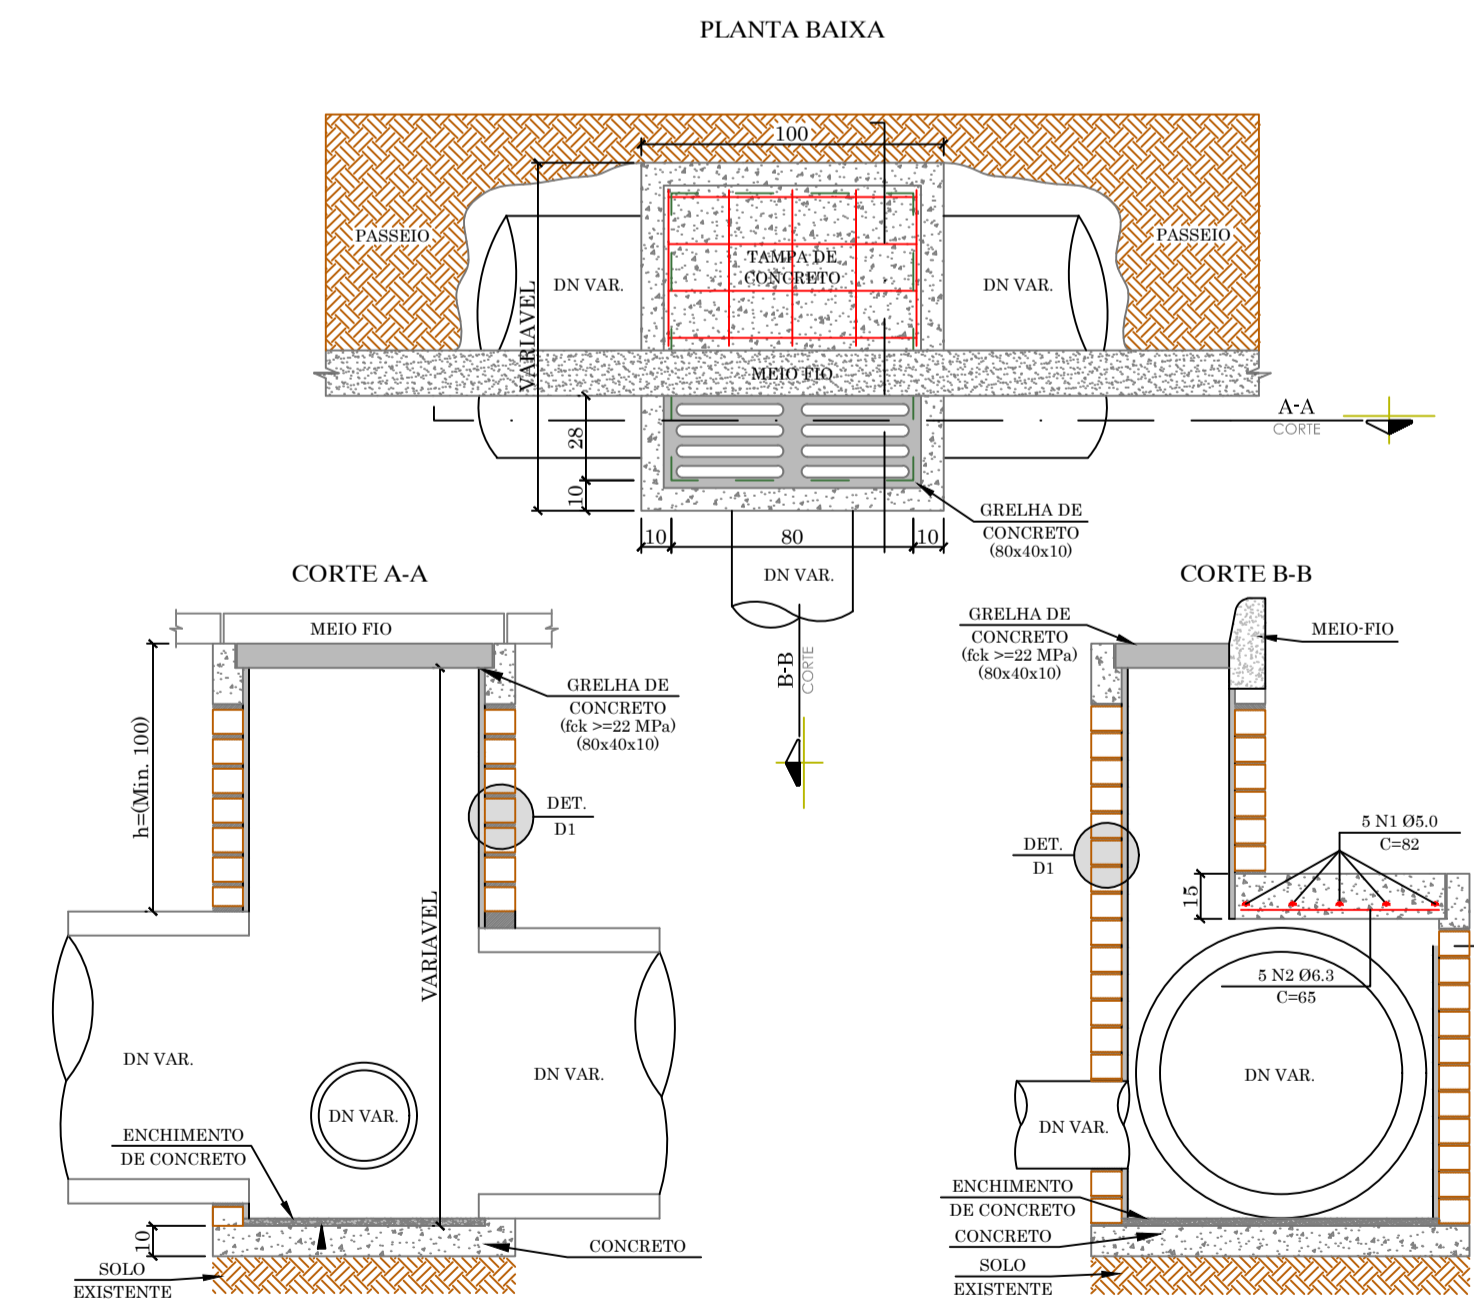 PLANTA BAIXA
100
PASSEIO
PASSEIO
TAMPA DE
CONCRETO
DN VAR.
DN VAR.
VARIAVEL
MEIO FIO
28
10
A-A
CORTE
GRELHA DE
CONCRETO
(80x40x10)
10
80
10
DN VAR.
B-B
CORTE
CORTE A-A
MEIO FIO
GRELHA DE
CONCRETO
(fck >=22 MPa)
(80x40x10)
h=(Min. 100)
DET.
D1
VARIAVEL
DN VAR.
DN VAR.
DN VAR.
ENCHIMENTO
DE CONCRETO
10
CONCRETO
SOLO
EXISTENTE
CORTE B-B
GRELHA DE
CONCRETO
(fck >=22 MPa)
(80x40x10)
MEIO-FIO
5 N1 Ø5.0
C=82
DET.
D1
15
5 N2 Ø6.3
C=65
DN VAR.
DN VAR.
ENCHIMENTO
DE CONCRETO
CONCRETO
SOLO
EXISTENTE